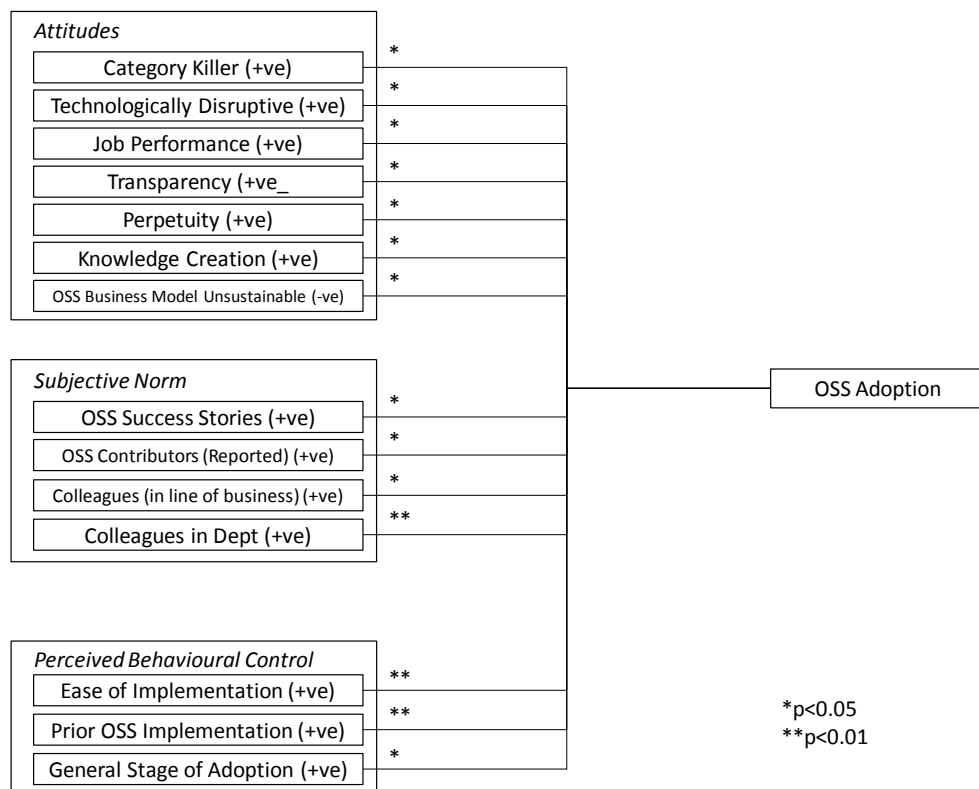 Attitudes
*
Category Killer (+ve)
*
Technologically Disruptive (+ve)
*
Job Performance (+ve)
*
Transparency (+ve_
*
Perpetuity (+ve)
*
Knowledge Creation (+ve)
*
OSS Business Model Unsustainable (-ve)
Subjective Norm
*
OSS Success Stories (+ve)
*
OSS Contributors (Reported) (+ve)
*
Colleagues (in line of business) (+ve)
**
Colleagues in Dept (+ve)
OSS Adoption
Perceived Behavioural Control
**
Ease of Implementation (+ve)
**
Prior OSS Implementation (+ve)
*
General Stage of Adoption (+ve)
*p<0.05
**p<0.01